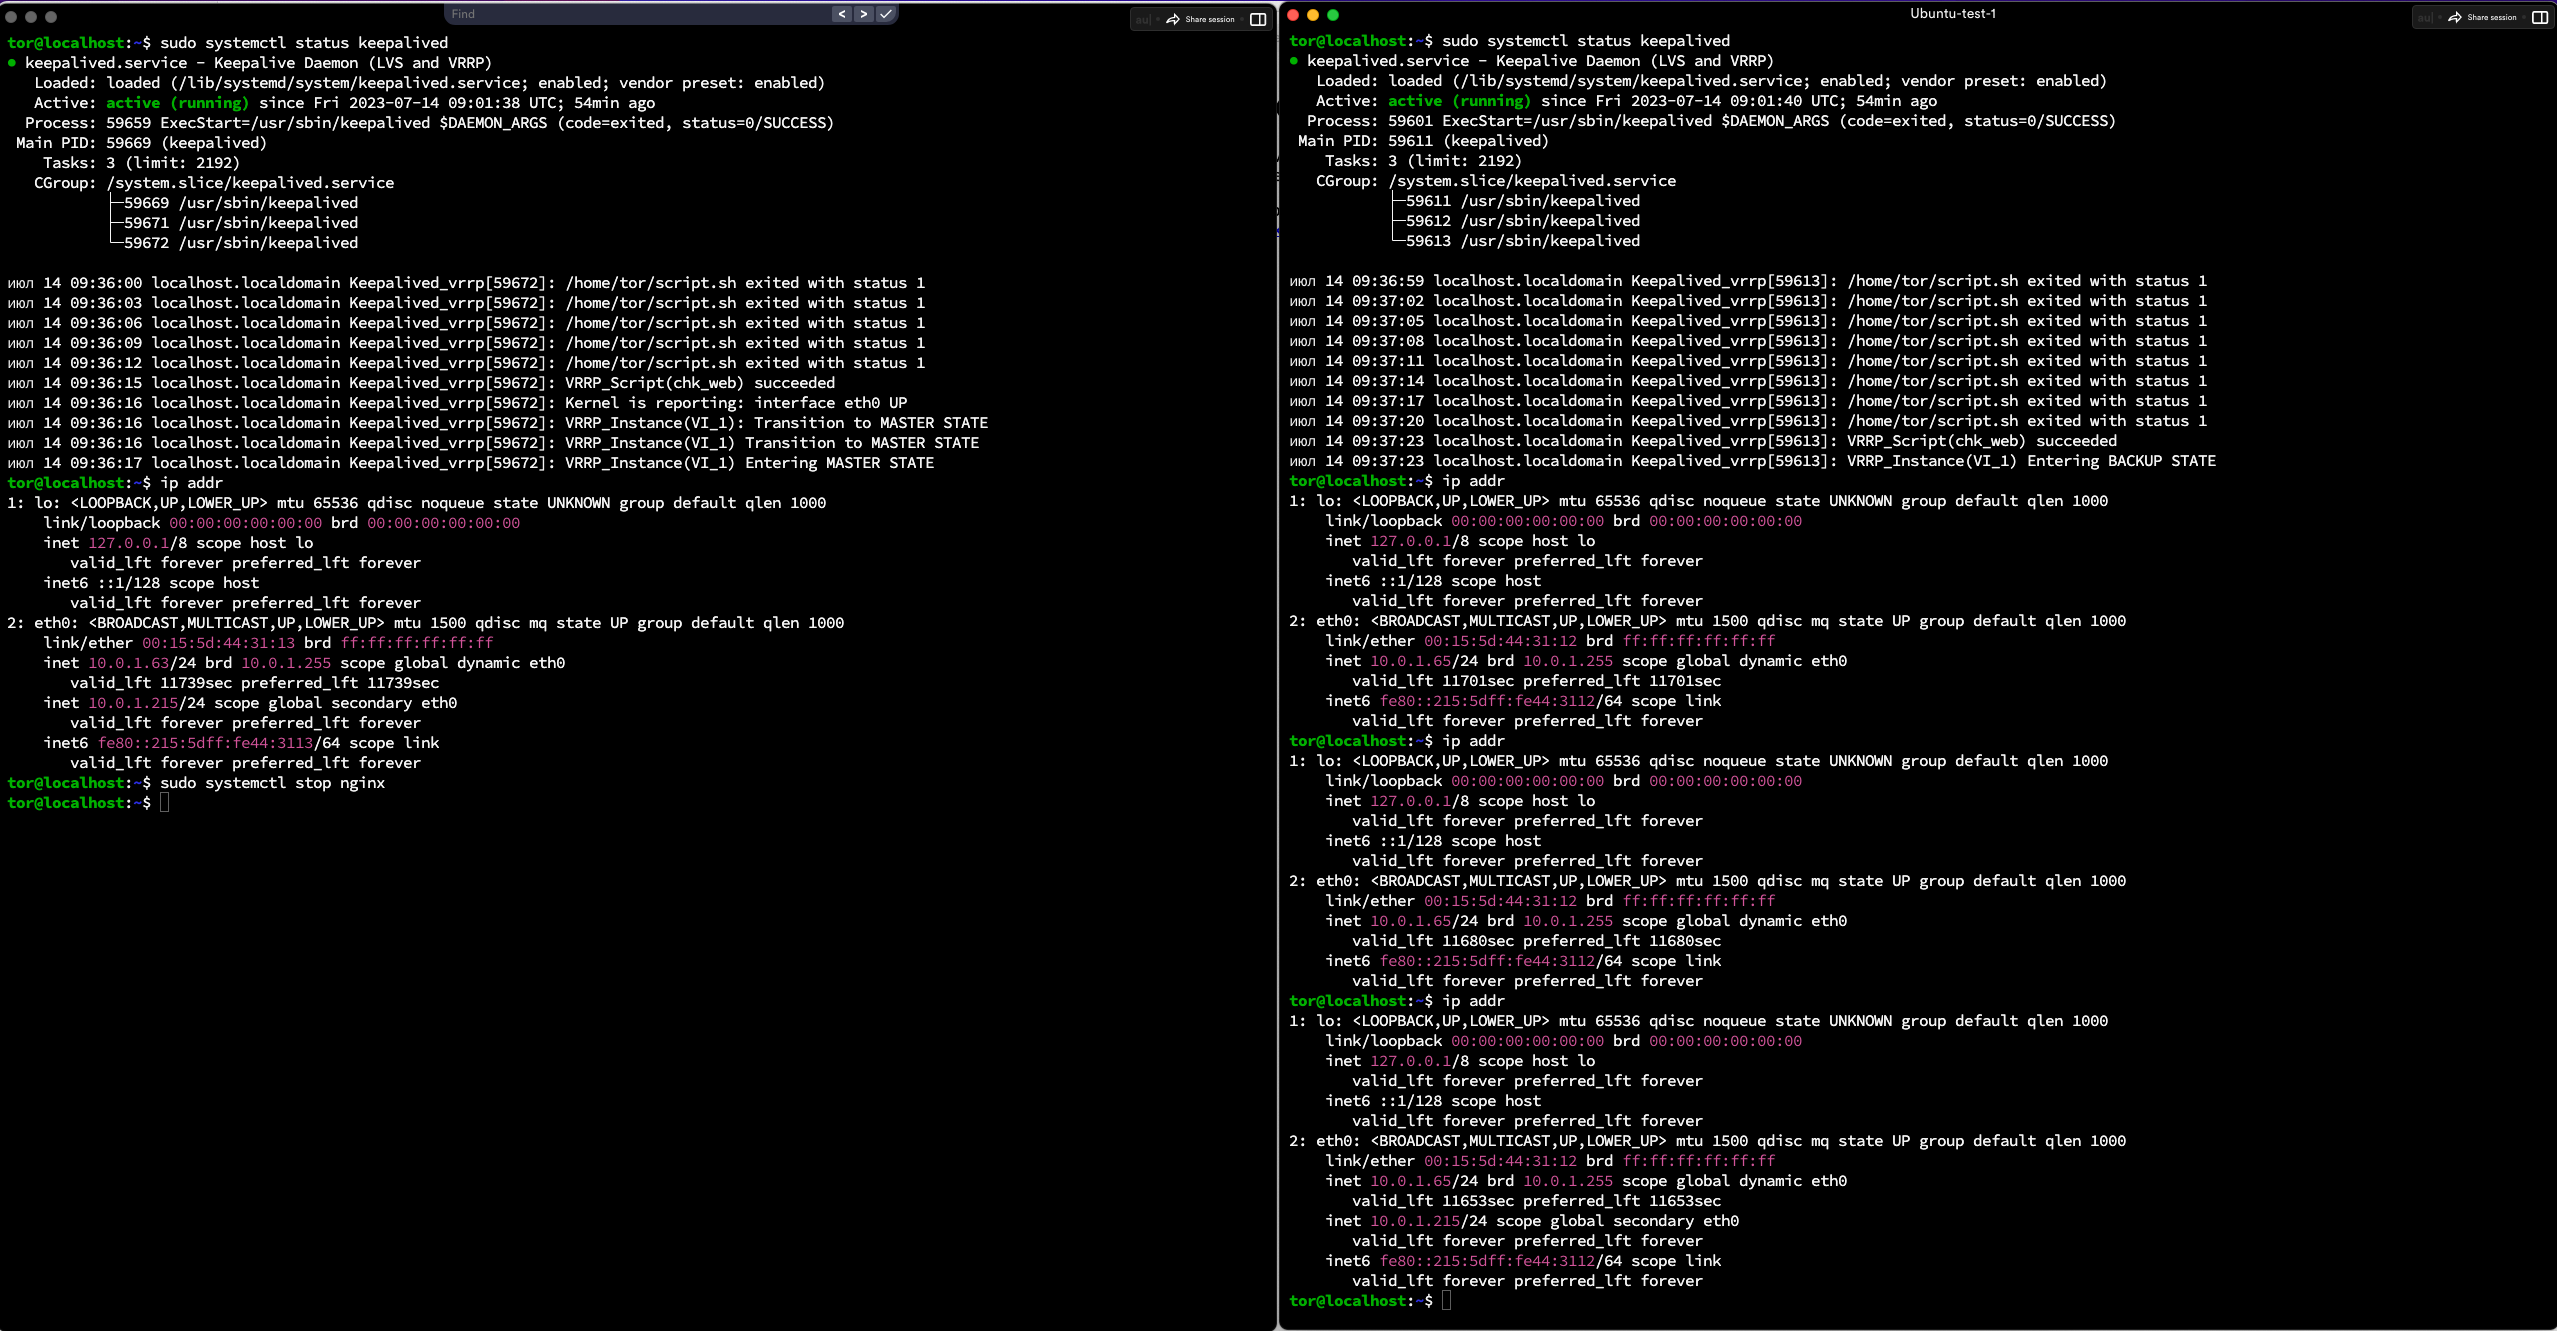 Find < > ✓
Share session
tor@localhost:~$ sudo systemctl status keepalived
● keepalived.service - Keepalive Daemon (LVS and VRRP)
   Loaded: loaded (/lib/systemd/system/keepalived.service; enabled; vendor preset: enabled)
   Active: active (running) since Fri 2023-07-14 09:01:38 UTC; 54min ago
  Process: 59659 ExecStart=/usr/sbin/keepalived $DAEMON_ARGS (code=exited, status=0/SUCCESS)
 Main PID: 59669 (keepalived)
    Tasks: 3 (limit: 2192)
   CGroup: /system.slice/keepalived.service
           ├─59669 /usr/sbin/keepalived
           ├─59671 /usr/sbin/keepalived
           └─59672 /usr/sbin/keepalived
июл 14 09:36:00 localhost.localdomain Keepalived_vrrp[59672]: /home/tor/script.sh exited with status 1
июл 14 09:36:03 localhost.localdomain Keepalived_vrrp[59672]: /home/tor/script.sh exited with status 1
июл 14 09:36:06 localhost.localdomain Keepalived_vrrp[59672]: /home/tor/script.sh exited with status 1
июл 14 09:36:09 localhost.localdomain Keepalived_vrrp[59672]: /home/tor/script.sh exited with status 1
июл 14 09:36:12 localhost.localdomain Keepalived_vrrp[59672]: /home/tor/script.sh exited with status 1
июл 14 09:36:15 localhost.localdomain Keepalived_vrrp[59672]: VRRP_Script(chk_web) succeeded
июл 14 09:36:16 localhost.localdomain Keepalived_vrrp[59672]: Kernel is reporting: interface eth0 UP
июл 14 09:36:16 localhost.localdomain Keepalived_vrrp[59672]: VRRP_Instance(VI_1): Transition to MASTER STATE
июл 14 09:36:16 localhost.localdomain Keepalived_vrrp[59672]: VRRP_Instance(VI_1) Transition to MASTER STATE
июл 14 09:36:17 localhost.localdomain Keepalived_vrrp[59672]: VRRP_Instance(VI_1) Entering MASTER STATE
tor@localhost:~$ ip addr
1: lo: <LOOPBACK,UP,LOWER_UP> mtu 65536 qdisc noqueue state UNKNOWN group default qlen 1000
    link/loopback 00:00:00:00:00:00 brd 00:00:00:00:00:00
    inet 127.0.0.1/8 scope host lo
       valid_lft forever preferred_lft forever
    inet6 ::1/128 scope host
       valid_lft forever preferred_lft forever
2: eth0: <BROADCAST,MULTICAST,UP,LOWER_UP> mtu 1500 qdisc mq state UP group default qlen 1000
    link/ether 00:15:5d:44:31:13 brd ff:ff:ff:ff:ff:ff
    inet 10.0.1.63/24 brd 10.0.1.255 scope global dynamic eth0
       valid_lft 11739sec preferred_lft 11739sec
    inet 10.0.1.215/24 scope global secondary eth0
       valid_lft forever preferred_lft forever
    inet6 fe80::215:5dff:fe44:3113/64 scope link
       valid_lft forever preferred_lft forever
tor@localhost:~$ sudo systemctl stop nginx
tor@localhost:~$
Ubuntu-test-1
Share session
tor@localhost:~$ sudo systemctl status keepalived
● keepalived.service - Keepalive Daemon (LVS and VRRP)
   Loaded: loaded (/lib/systemd/system/keepalived.service; enabled; vendor preset: enabled)
   Active: active (running) since Fri 2023-07-14 09:01:40 UTC; 54min ago
  Process: 59601 ExecStart=/usr/sbin/keepalived $DAEMON_ARGS (code=exited, status=0/SUCCESS)
 Main PID: 59611 (keepalived)
    Tasks: 3 (limit: 2192)
   CGroup: /system.slice/keepalived.service
           ├─59611 /usr/sbin/keepalived
           ├─59612 /usr/sbin/keepalived
           └─59613 /usr/sbin/keepalived
июл 14 09:36:59 localhost.localdomain Keepalived_vrrp[59613]: /home/tor/script.sh exited with status 1
июл 14 09:37:02 localhost.localdomain Keepalived_vrrp[59613]: /home/tor/script.sh exited with status 1
июл 14 09:37:05 localhost.localdomain Keepalived_vrrp[59613]: /home/tor/script.sh exited with status 1
июл 14 09:37:08 localhost.localdomain Keepalived_vrrp[59613]: /home/tor/script.sh exited with status 1
июл 14 09:37:11 localhost.localdomain Keepalived_vrrp[59613]: /home/tor/script.sh exited with status 1
июл 14 09:37:14 localhost.localdomain Keepalived_vrrp[59613]: /home/tor/script.sh exited with status 1
июл 14 09:37:17 localhost.localdomain Keepalived_vrrp[59613]: /home/tor/script.sh exited with status 1
июл 14 09:37:20 localhost.localdomain Keepalived_vrrp[59613]: /home/tor/script.sh exited with status 1
июл 14 09:37:23 localhost.localdomain Keepalived_vrrp[59613]: VRRP_Script(chk_web) succeeded
июл 14 09:37:23 localhost.localdomain Keepalived_vrrp[59613]: VRRP_Instance(VI_1) Entering BACKUP STATE
tor@localhost:~$ ip addr
1: lo: <LOOPBACK,UP,LOWER_UP> mtu 65536 qdisc noqueue state UNKNOWN group default qlen 1000
    link/loopback 00:00:00:00:00:00 brd 00:00:00:00:00:00
    inet 127.0.0.1/8 scope host lo
       valid_lft forever preferred_lft forever
    inet6 ::1/128 scope host
       valid_lft forever preferred_lft forever
2: eth0: <BROADCAST,MULTICAST,UP,LOWER_UP> mtu 1500 qdisc mq state UP group default qlen 1000
    link/ether 00:15:5d:44:31:12 brd ff:ff:ff:ff:ff:ff
    inet 10.0.1.65/24 brd 10.0.1.255 scope global dynamic eth0
       valid_lft 11701sec preferred_lft 11701sec
    inet6 fe80::215:5dff:fe44:3112/64 scope link
       valid_lft forever preferred_lft forever
tor@localhost:~$ ip addr
1: lo: <LOOPBACK,UP,LOWER_UP> mtu 65536 qdisc noqueue state UNKNOWN group default qlen 1000
    link/loopback 00:00:00:00:00:00 brd 00:00:00:00:00:00
    inet 127.0.0.1/8 scope host lo
       valid_lft forever preferred_lft forever
    inet6 ::1/128 scope host
       valid_lft forever preferred_lft forever
2: eth0: <BROADCAST,MULTICAST,UP,LOWER_UP> mtu 1500 qdisc mq state UP group default qlen 1000
    link/ether 00:15:5d:44:31:12 brd ff:ff:ff:ff:ff:ff
    inet 10.0.1.65/24 brd 10.0.1.255 scope global dynamic eth0
       valid_lft 11680sec preferred_lft 11680sec
    inet6 fe80::215:5dff:fe44:3112/64 scope link
       valid_lft forever preferred_lft forever
tor@localhost:~$ ip addr
1: lo: <LOOPBACK,UP,LOWER_UP> mtu 65536 qdisc noqueue state UNKNOWN group default qlen 1000
    link/loopback 00:00:00:00:00:00 brd 00:00:00:00:00:00
    inet 127.0.0.1/8 scope host lo
       valid_lft forever preferred_lft forever
    inet6 ::1/128 scope host
       valid_lft forever preferred_lft forever
2: eth0: <BROADCAST,MULTICAST,UP,LOWER_UP> mtu 1500 qdisc mq state UP group default qlen 1000
    link/ether 00:15:5d:44:31:12 brd ff:ff:ff:ff:ff:ff
    inet 10.0.1.65/24 brd 10.0.1.255 scope global dynamic eth0
       valid_lft 11653sec preferred_lft 11653sec
    inet 10.0.1.215/24 scope global secondary eth0
       valid_lft forever preferred_lft forever
    inet6 fe80::215:5dff:fe44:3112/64 scope link
       valid_lft forever preferred_lft forever
tor@localhost:~$